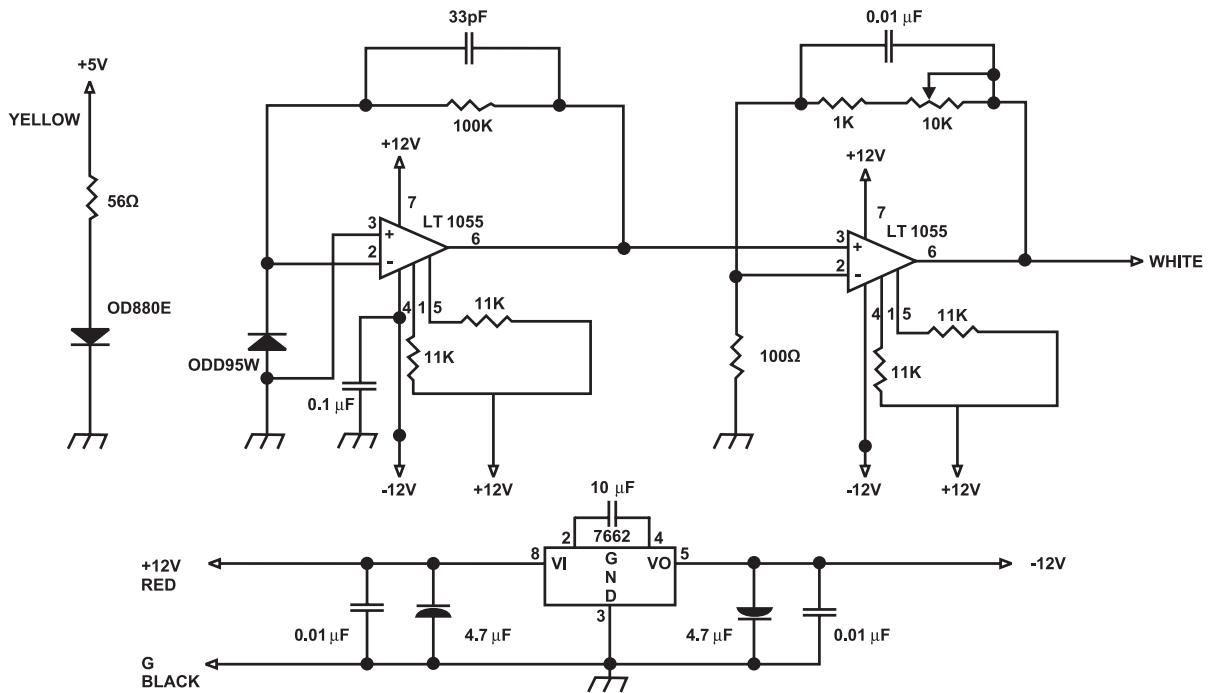 33pF
0.01 µF
+5V
YELLOW
100K
1K
10K
+12V
+12V
56Ω
7
7
LT 1055
LT 1055
3
+
6
3
+
6
WHITE
2
-
2
-
OD880E
4 1 5
11K
4 1 5
11K
ODD95W
11K
100Ω
11K
0.1 µF
-12V
+12V
-12V
+12V
10 µF
2
7662
4
+12V
RED
8
VI
G
N
D
VO
5
-12V
3
0.01 µF
4.7 µF
4.7 µF
0.01 µF
G
BLACK